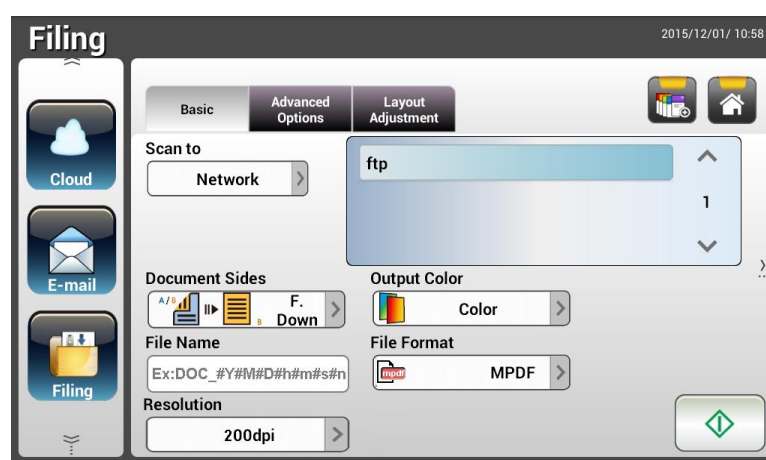 Filing
2015/12/01/ 10:58
Basic
Advanced
Options
Layout
Adjustment
Cloud
E-mail
Filing
Scan to
Network
ftp
1
Document Sides
A/B
B
F.
Down
Output Color
Color
File Name
Ex:DOC_#Y#M#D#h#m#s#n
File Format
mpdf
MPDF
Resolution
200dpi